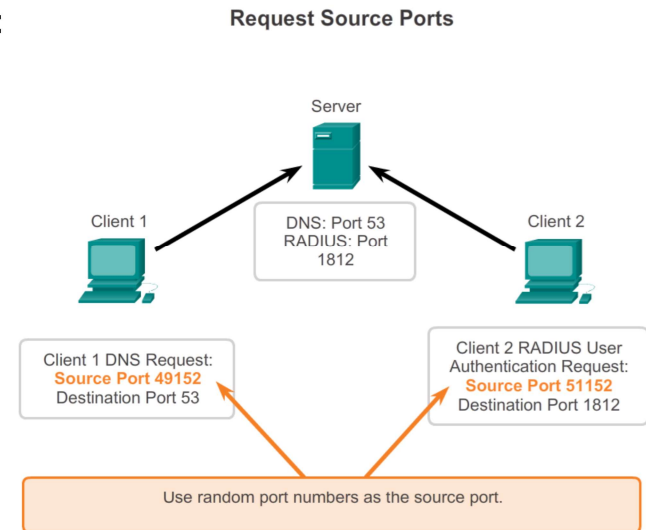 Request Source Ports
Server
Client 1
Client 2
DNS: Port 53
RADIUS: Port
1812
Client 1 DNS Request:
Source Port 49152
Destination Port 53
Client 2 RADIUS User
Authentication Request:
Source Port 51152
Destination Port 1812
Use random port numbers as the source port.